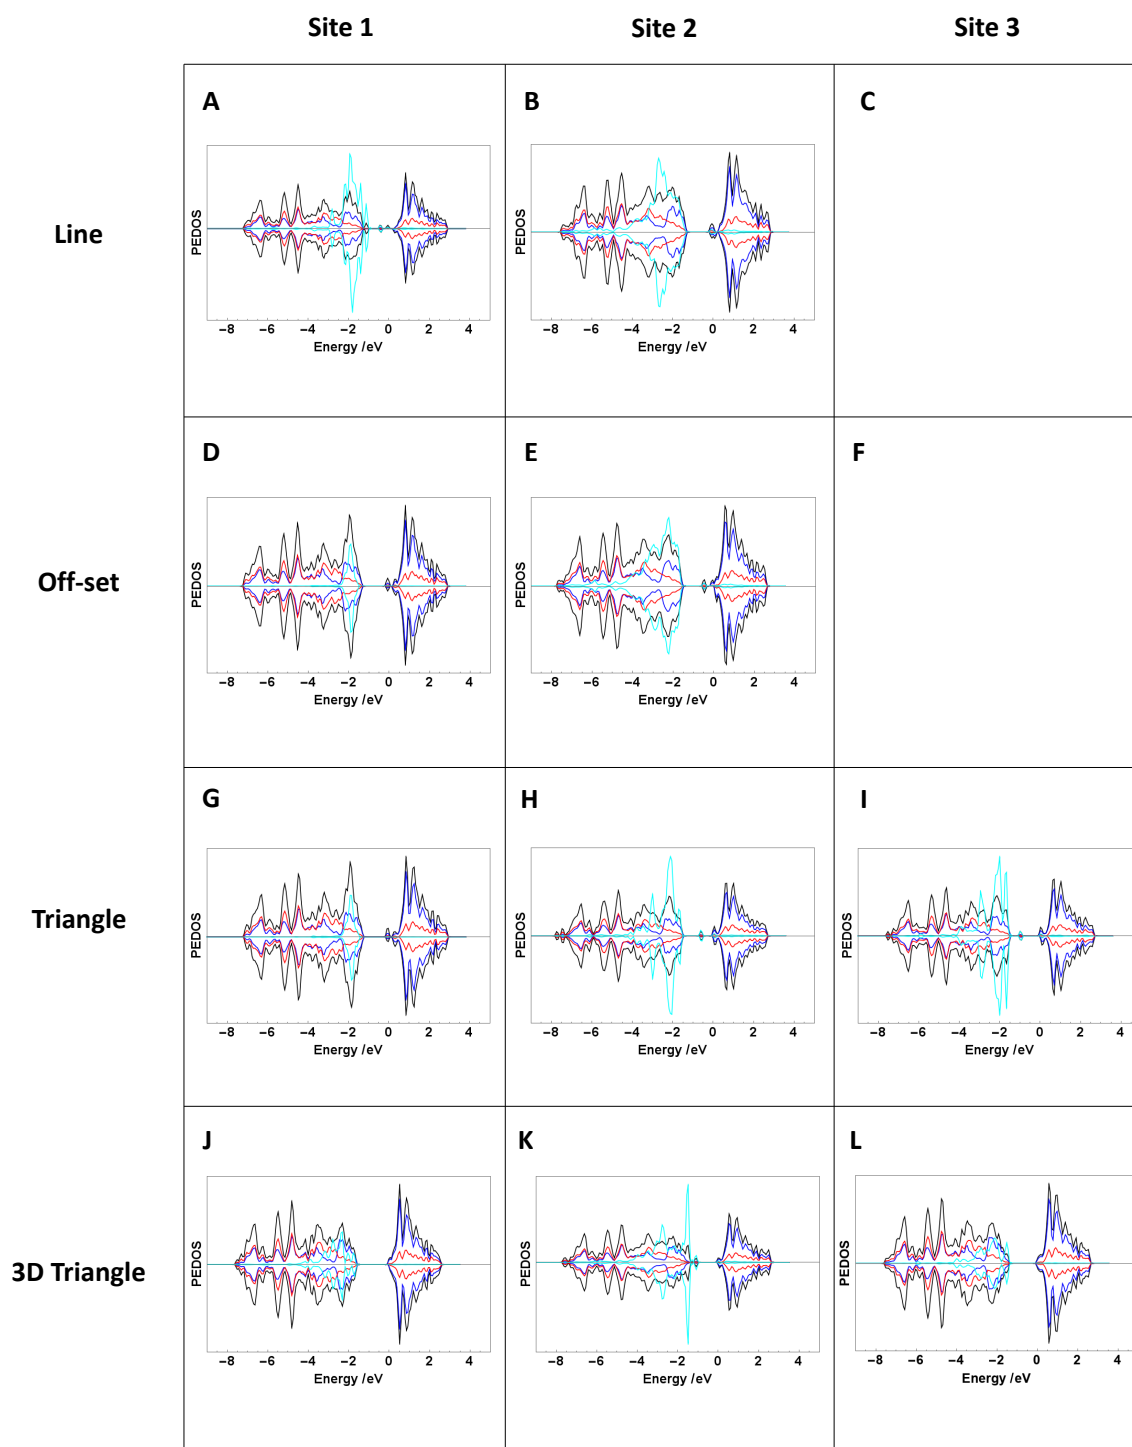 Site 1 Site 2 Site 3
A B C
PEDOS PEDOS
Line
−8 −6 −4 −2 0 2 4 −8 −6 −4 −2 0 2 4
Energy /eV Energy /eV
D E F
PEDOS PEDOS
Off-set
−8 −6 −4 −2 0 2 4 −8 −6 −4 −2 0 2 4
Energy /eV Energy /eV
G H I
PEDOS PEDOS PEDOS
Triangle
−8 −6 −4 −2 0 2 4 −8 −6 −4 −2 0 2 4 −8 −6 −4 −2 0 2 4
Energy /eV Energy /eV Energy /eV
J K L
PEDOS PEDOS PEDOS
3D Triangle
−8 −6 −4 −2 0 2 4 −8 −6 −4 −2 0 2 4 −8 −6 −4 −2 0 2 4
Energy /eV Energy /eV Energy /eV